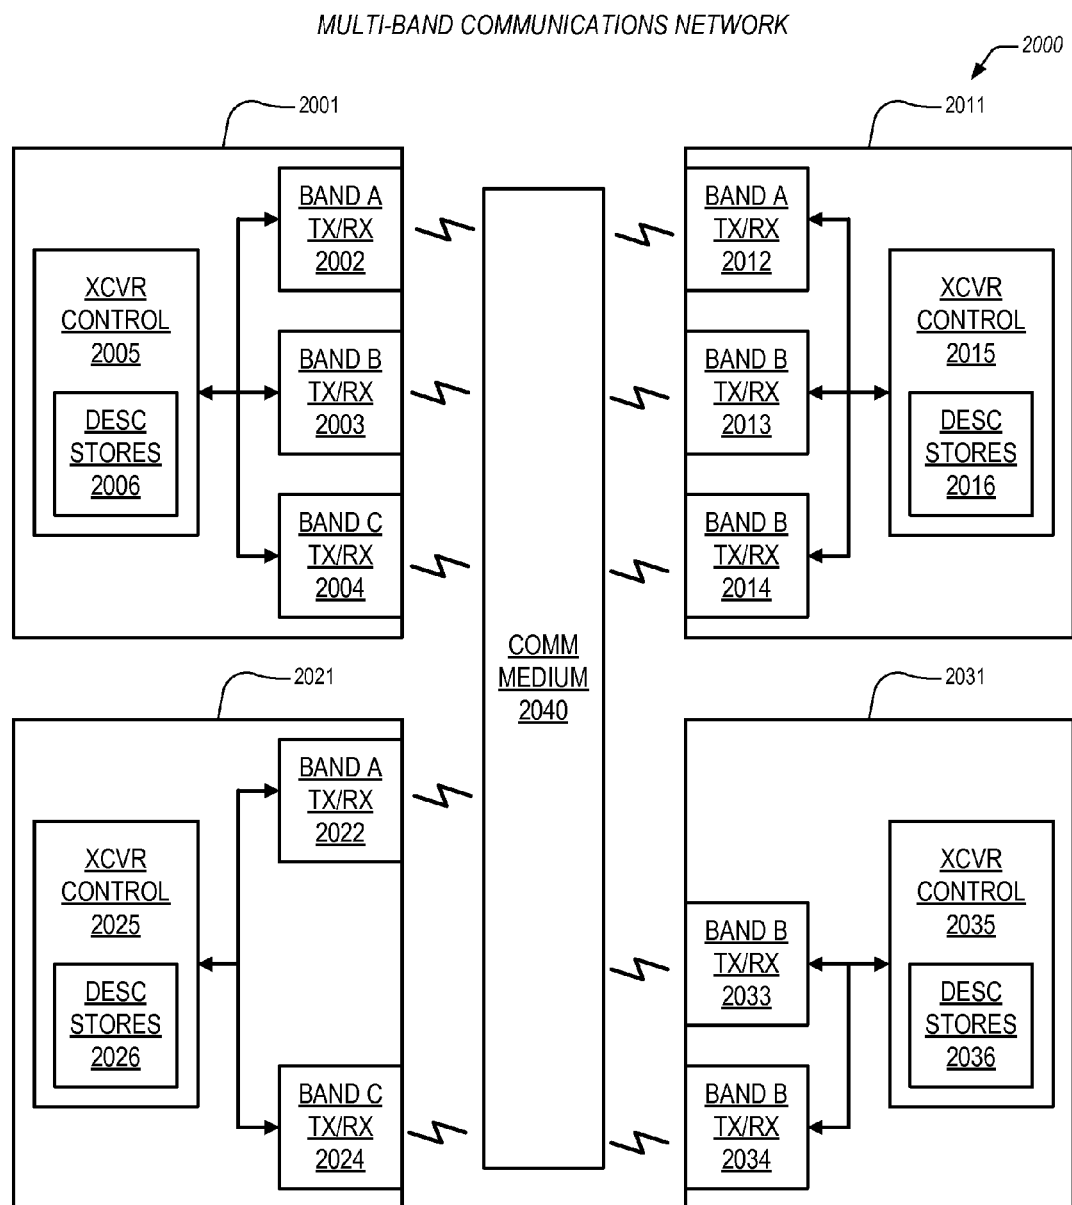 MULTI-BAND COMMUNICATIONS NETWORK
2000
2001
BAND A
TX/RX
2002
XCVR
CONTROL
2005
BAND B
TX/RX
2003
DESC
STORES
2006
BAND C
TX/RX
2004
2011
BAND A
TX/RX
2012
XCVR
CONTROL
2015
BAND B
TX/RX
2013
DESC
STORES
2016
BAND B
TX/RX
2014
COMM
MEDIUM
2040
2021
BAND A
TX/RX
2022
XCVR
CONTROL
2025
DESC
STORES
2026
BAND C
TX/RX
2024
2031
XCVR
CONTROL
2035
BAND B
TX/RX
2033
DESC
STORES
2036
BAND B
TX/RX
2034